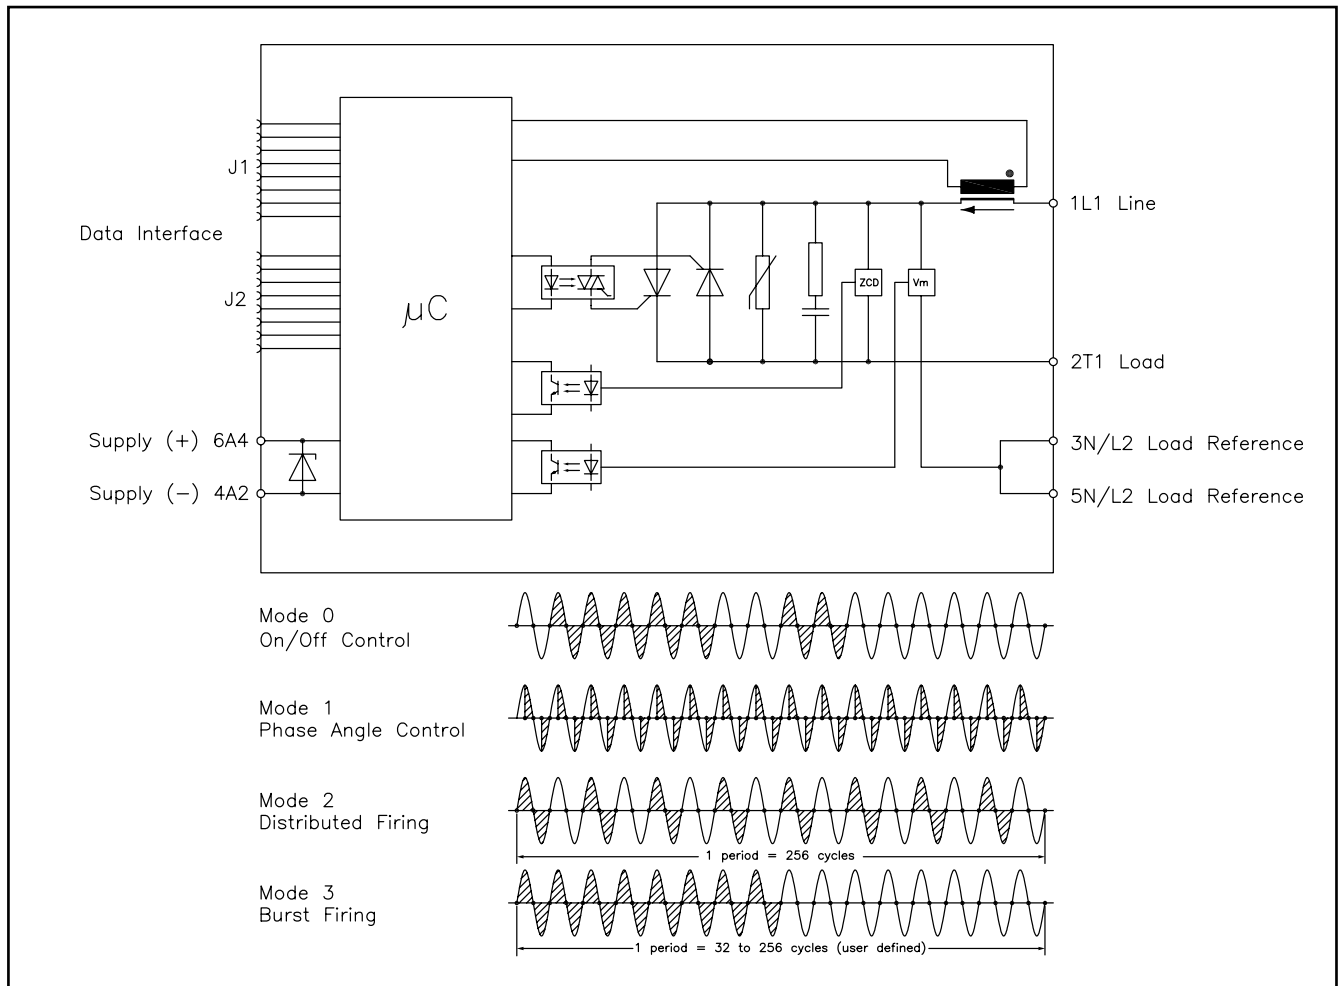 J1
Data Interface
J2
μC
ZCD
Vm
1L1 Line
2T1 Load
Supply (+) 6A4
3N/L2 Load Reference
Supply (−) 4A2
5N/L2 Load Reference
Mode 0
On/Off Control
Mode 1
Phase Angle Control
Mode 2
Distributed Firing
1 period = 256 cycles
Mode 3
Burst Firing
1 period = 32 to 256 cycles (user defined)